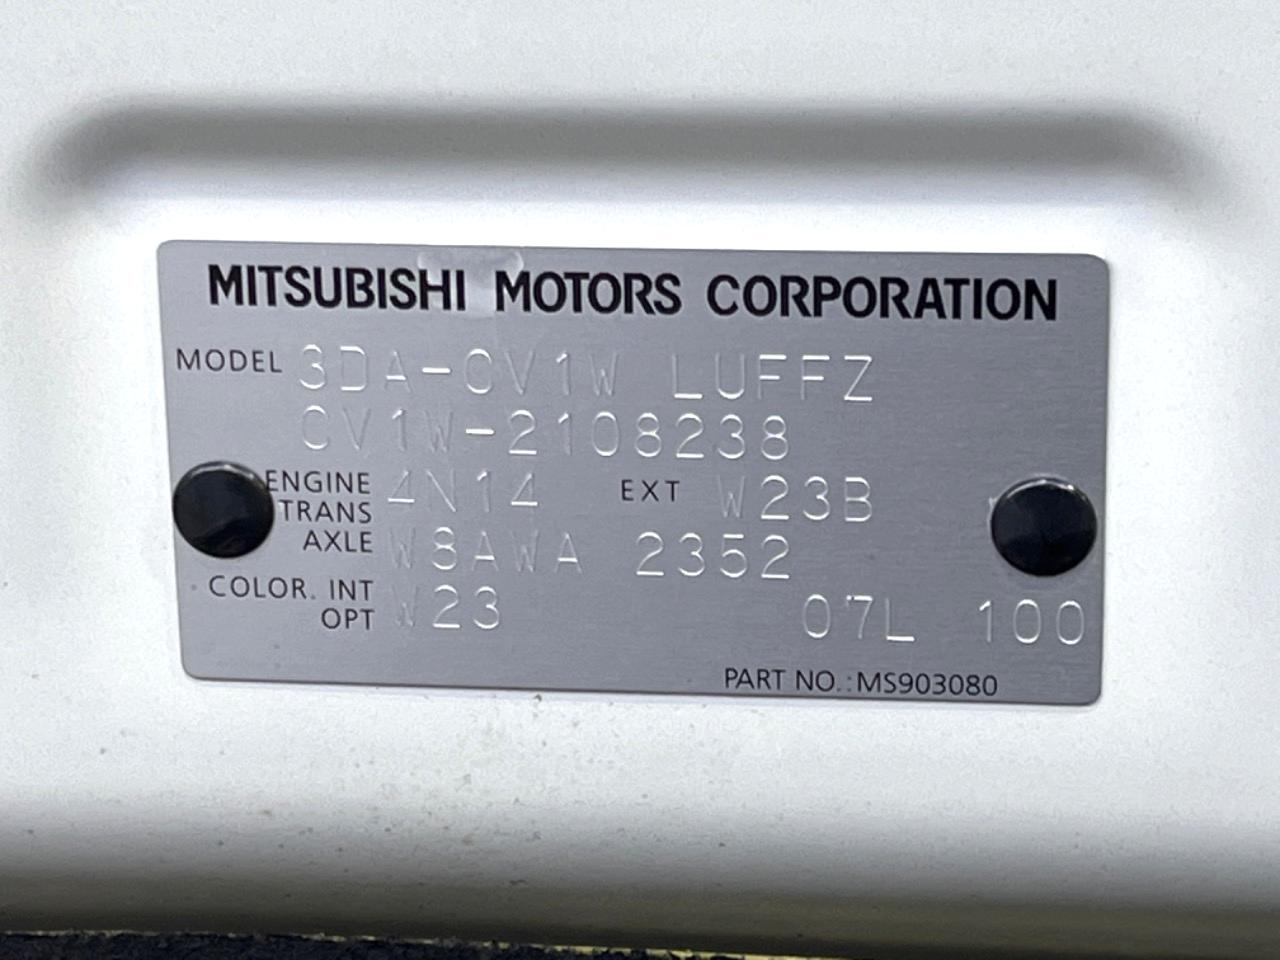 MITSUBISHI MOTORS CORPORATION
MODEL 3DA-CV1W LUFFZ
CV1W-2108238
ENGINE 4N14 EXT W23B
TRANS
AXLE W8AWA 2352
COLOR. INT W23
OPT 07L 100
PART NO.:MS903080